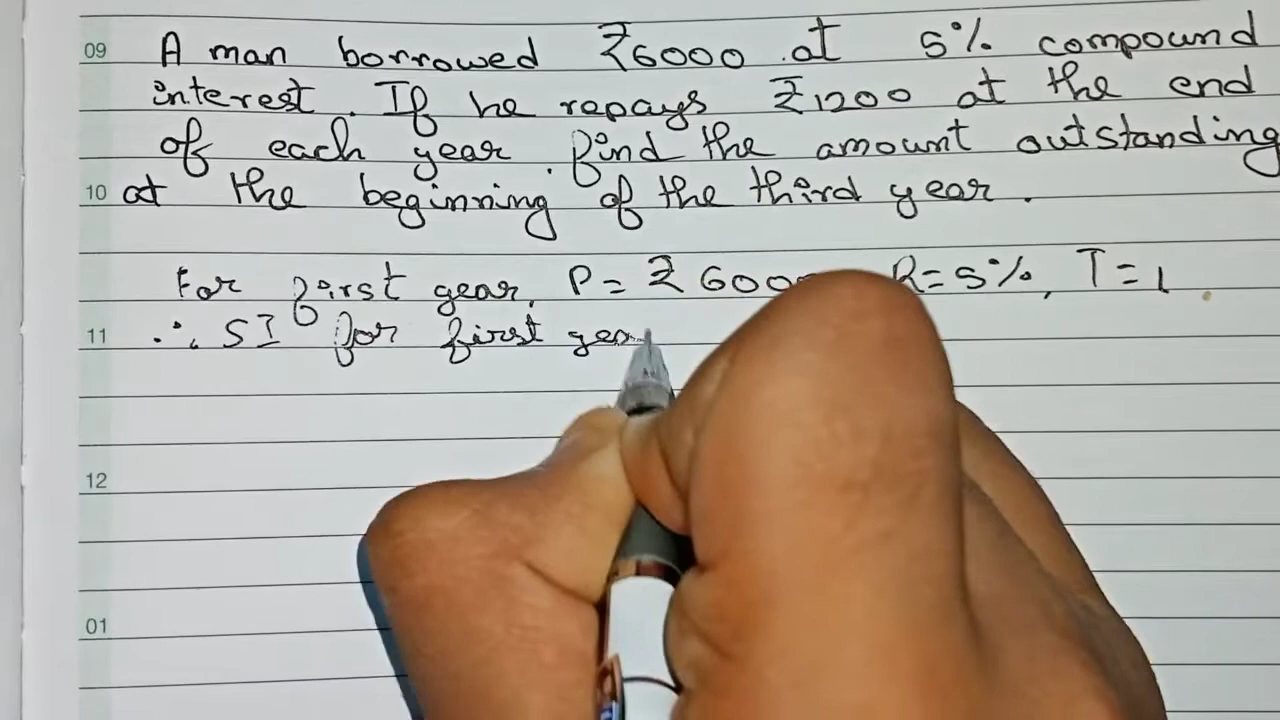 09 A man borrowed ₹6000 at 5% compound
interest. If he repays ₹1200 at the end
of each year. Find the amount outstanding
10 at the beginning of the third year.
For first year, P = ₹ 6000 R=5%, T=1
11 ∴ SI for first year
12
01